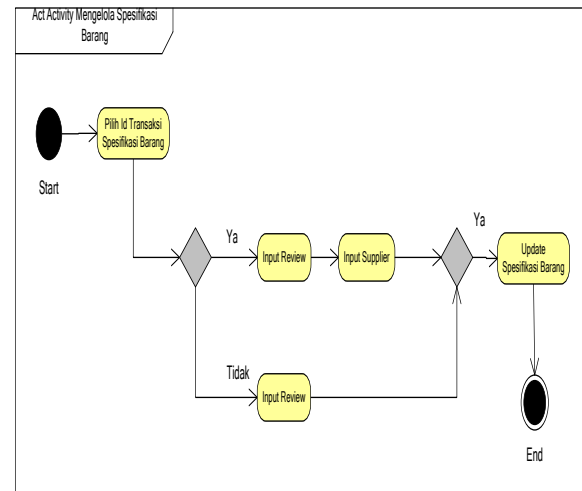 Act Activity Mengelola Spesifikasi
Barang
Pilih Id Transaksi
Spesifikasi Barang
Start
Ya
Input Review
Input Supplier
Ya
Update
Spesifikasi Barang
Tidak
Input Review
End